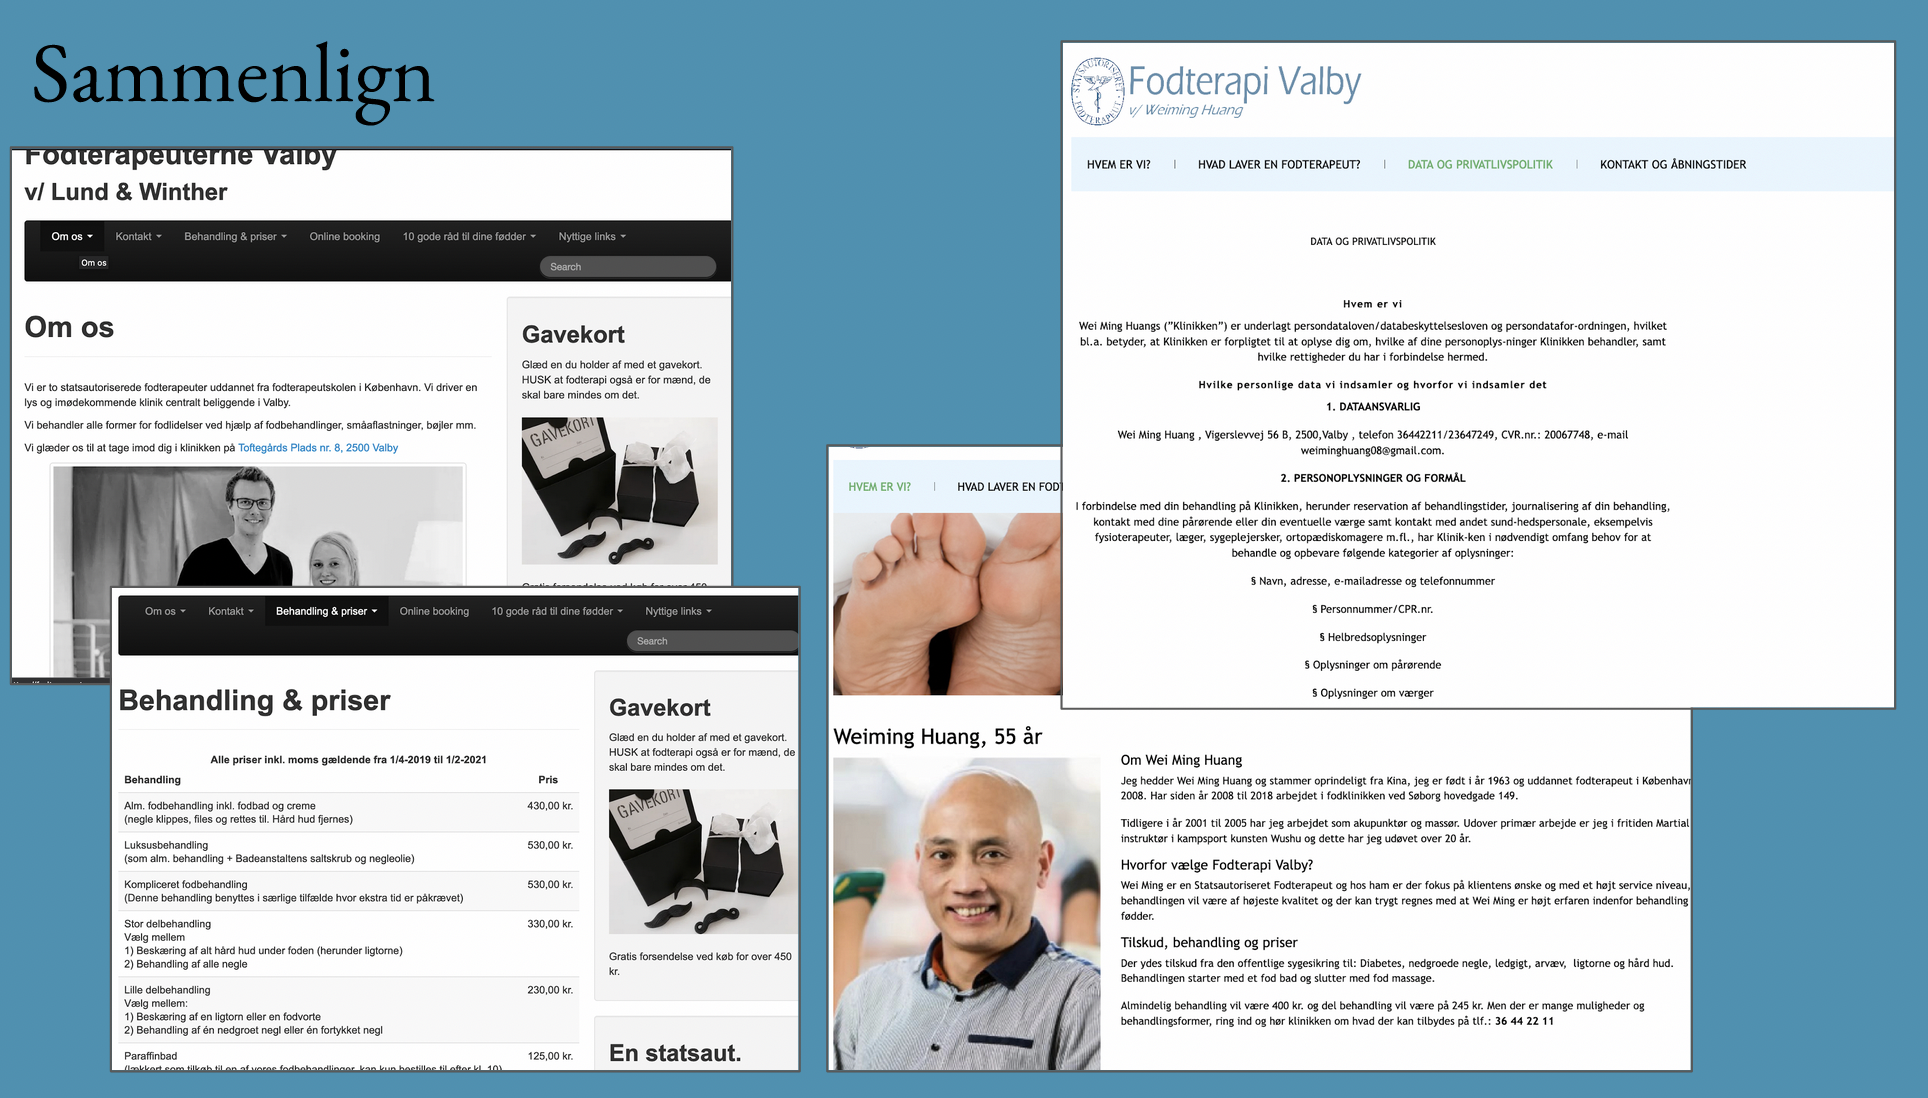 Sammenlign
Fodterapeuterne Valby
v/ Lund & Winther
Om os
Kontakt
Behandling & priser
Online booking
10 gode råd til dine fødder
Nyttige links
Om os
Search
Om os
Vi er to statsautoriserede fodterapeuter uddannet fra fodterapeutskolen i København. Vi driver en
lys og imødekommende klinik centralt beliggende i Valby.
Vi behandler alle former for fodlidelser ved hjælp af fodbehandlinger, småaflastninger, bøjler mm.
Vi glæder os til at tage imod dig i klinikken på Toftegårds Plads nr. 8, 2500 Valby
Gavekort
Glæd en du holder af med et gavekort.
HUSK at fodterapi også er for mænd, de
skal bare mindes om det.
GAVEKORT
Gratis forsendelse ved køb for over 450
Om os
Kontakt
Behandling & priser
Online booking
10 gode råd til dine fødder
Nyttige links
Search
Behandling & priser
Alle priser inkl. moms gældende fra 1/4-2019 til 1/2-2021
Behandling Pris
Alm. fodbehandling inkl. fodbad og creme 430,00 kr.
(negle klippes, files og rettes til. Hård hud fjernes)
Luksusbehandling 530,00 kr.
(som alm. behandling + Badeanstaltens saltskrub og negleolie)
Kompliceret fodbehandling 530,00 kr.
(Denne behandling benyttes i særlige tilfælde hvor ekstra tid er påkrævet)
Stor delbehandling 330,00 kr.
Vælg mellem
1) Beskæring af alt hård hud under foden (herunder ligtorne)
2) Behandling af alle negle
Lille delbehandling 230,00 kr.
Vælg mellem:
1) Beskæring af en ligtorn eller en fodvorte
2) Behandling af én nedgroet negl eller én fortykket negl
Paraffinbad 125,00 kr.
(lækkert som tilkøb til en af vores fodbehandlinger, kan kun bestilles til efter kl. 10)
Gavekort
Glæd en du holder af med et gavekort.
HUSK at fodterapi også er for mænd, de
skal bare mindes om det.
GAVEKORT
Gratis forsendelse ved køb for over 450
kr.
En statsaut.
STATSAUTORISERET
FODTERAPEUT
Fodterapi Valby
v/ Weiming Huang
HVEM ER VI? | HVAD LAVER EN FODTERAPEUT? | DATA OG PRIVATLIVSPOLITIK | KONTAKT OG ÅBNINGSTIDER
DATA OG PRIVATLIVSPOLITIK
Hvem er vi
Wei Ming Huangs (”Klinikken”) er underlagt persondataloven/databeskyttelsesloven og persondatafor-ordningen, hvilket
bl.a. betyder, at Klinikken er forpligtet til at oplyse dig om, hvilke af dine personoplys-ninger Klinikken behandler, samt
hvilke rettigheder du har i forbindelse hermed.
Hvilke personlige data vi indsamler og hvorfor vi indsamler det
1. DATAANSVARLIG
Wei Ming Huang , Vigerslevvej 56 B, 2500,Valby , telefon 36442211/23647249, CVR.nr.: 20067748, e-mail
weiminghuang08@gmail.com.
2. PERSONOPLYSNINGER OG FORMÅL
I forbindelse med din behandling på Klinikken, herunder reservation af behandlingstider, journalisering af din behandling,
kontakt med dine pårørende eller din eventuelle værge samt kontakt med andet sund-hedspersonale, eksempelvis
fysioterapeuter, læger, sygeplejersker, ortopædiskomagere m.fl., har Klinik-ken i nødvendigt omfang behov for at
behandle og opbevare følgende kategorier af oplysninger:
§ Navn, adresse, e-mailadresse og telefonnummer
§ Personnummer/CPR.nr.
§ Helbredsoplysninger
§ Oplysninger om pårørende
§ Oplysninger om værger
HVEM ER VI? | HVAD LAVER EN FODT
Weiming Huang, 55 år
Om Wei Ming Huang
Jeg hedder Wei Ming Huang og stammer oprindeligt fra Kina, jeg er født i år 1963 og uddannet fodterapeut i København
2008. Har siden år 2008 til 2018 arbejdet i fodklinikken ved Søborg hovedgade 149.
Tidligere i år 2001 til 2005 har jeg arbejdet som akupunktør og massør. Udover primær arbejde er jeg i fritiden Martial
instruktør i kampsport kunsten Wushu og dette har jeg udøvet over 20 år.
Hvorfor vælge Fodterapi Valby?
Wei Ming er en Statsautoriseret Fodterapeut og hos ham er der fokus på klientens ønske og med et højt service niveau,
behandlingen vil være af højeste kvalitet og der kan trygt regnes med at Wei Ming er højt erfaren indenfor behandling
fødder.
Tilskud, behandling og priser
Der ydes tilskud fra den offentlige sygesikring til: Diabetes, nedgroede negle, ledgigt, arvæv, ligtorne og hård hud.
Behandlingen starter med et fod bad og slutter med fod massage.
Almindelig behandling vil være 400 kr. og del behandling vil være på 245 kr. Men der er mange muligheder og
behandlingsformer, ring ind og hør klinikken om hvad der kan tilbydes på tlf.: 36 44 22 11